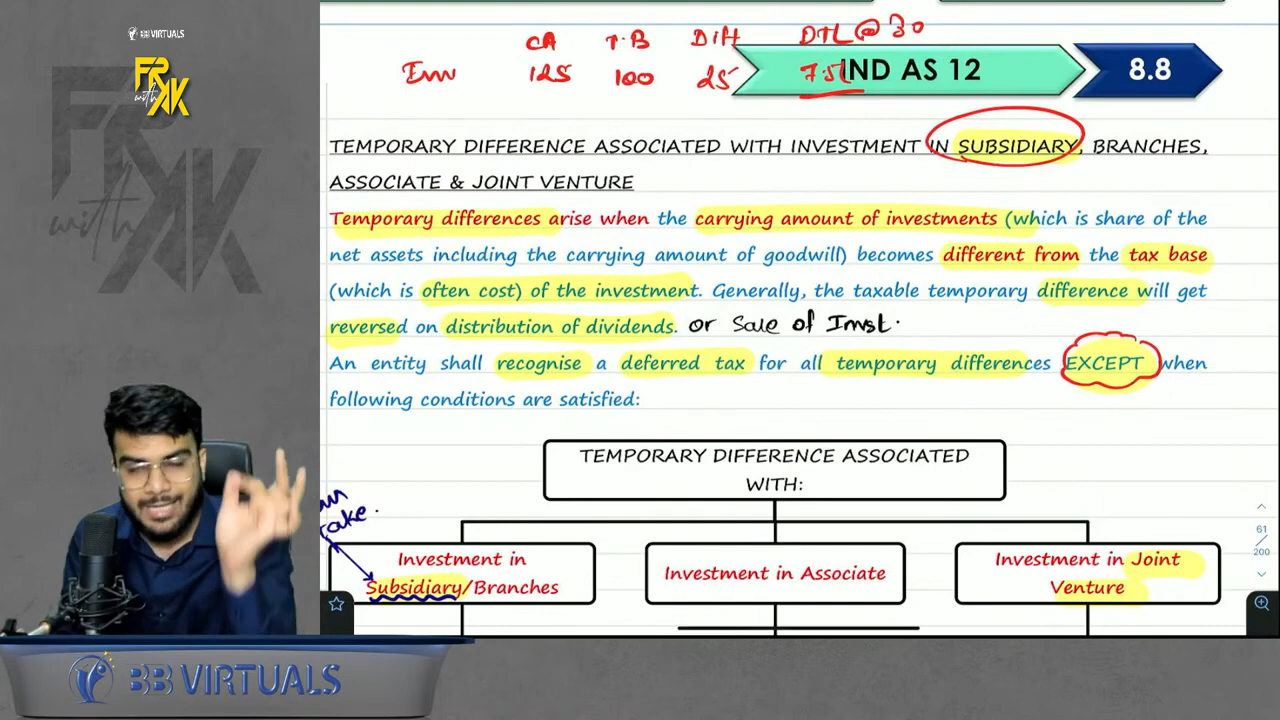 BB VIRTUALS
FR
with
AK
CA T.B Diff DTL @ 30
Inv 125 100 25 7.5L
IND AS 12
8.8
TEMPORARY DIFFERENCE ASSOCIATED WITH INVESTMENT IN SUBSIDIARY, BRANCHES,
ASSOCIATE & JOINT VENTURE
Temporary differences arise when the carrying amount of investments (which is share of the
net assets including the carrying amount of goodwill) becomes different from the tax base
(which is often cost) of the investment. Generally, the taxable temporary difference will get
reversed on distribution of dividends. or Sale of Invst.
An entity shall recognise a deferred tax for all temporary differences EXCEPT when
following conditions are satisfied:
TEMPORARY DIFFERENCE ASSOCIATED
WITH:
Investment in
Subsidiary/Branches
Investment in Associate
Investment in Joint
Venture
61
200
BB VIRTUALS